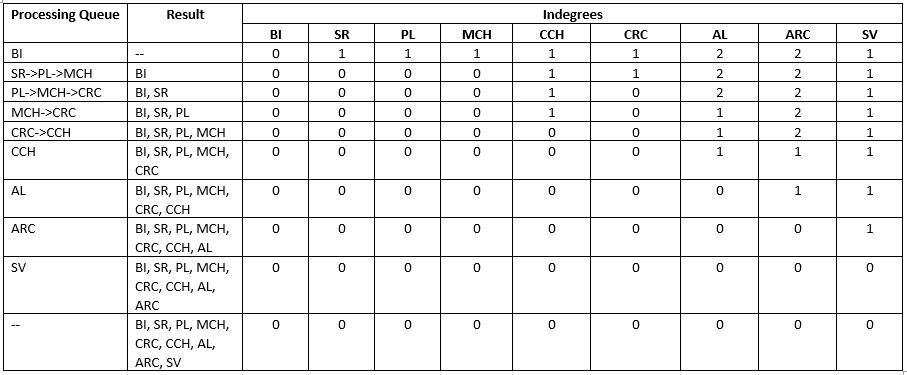 Processing Queue Result Indegrees
BI SR PL MCH CCH CRC AL ARC SV
BI -- 0 1 1 1 1 1 2 2 1
SR->PL->MCH BI 0 0 0 0 1 1 2 2 1
PL->MCH->CRC BI, SR 0 0 0 0 1 0 2 2 1
MCH->CRC BI, SR, PL 0 0 0 0 1 0 1 2 1
CRC->CCH BI, SR, PL, MCH 0 0 0 0 0 0 1 2 1
CCH BI, SR, PL, MCH, 0 0 0 0 0 0 1 1 1
CRC
AL BI, SR, PL, MCH, 0 0 0 0 0 0 0 1 1
CRC, CCH
ARC BI, SR, PL, MCH, 0 0 0 0 0 0 0 0 1
CRC, CCH, AL
SV BI, SR, PL, MCH, 0 0 0 0 0 0 0 0 0
CRC, CCH, AL,
ARC
-- BI, SR, PL, MCH, 0 0 0 0 0 0 0 0 0
CRC, CCH, AL,
ARC, SV